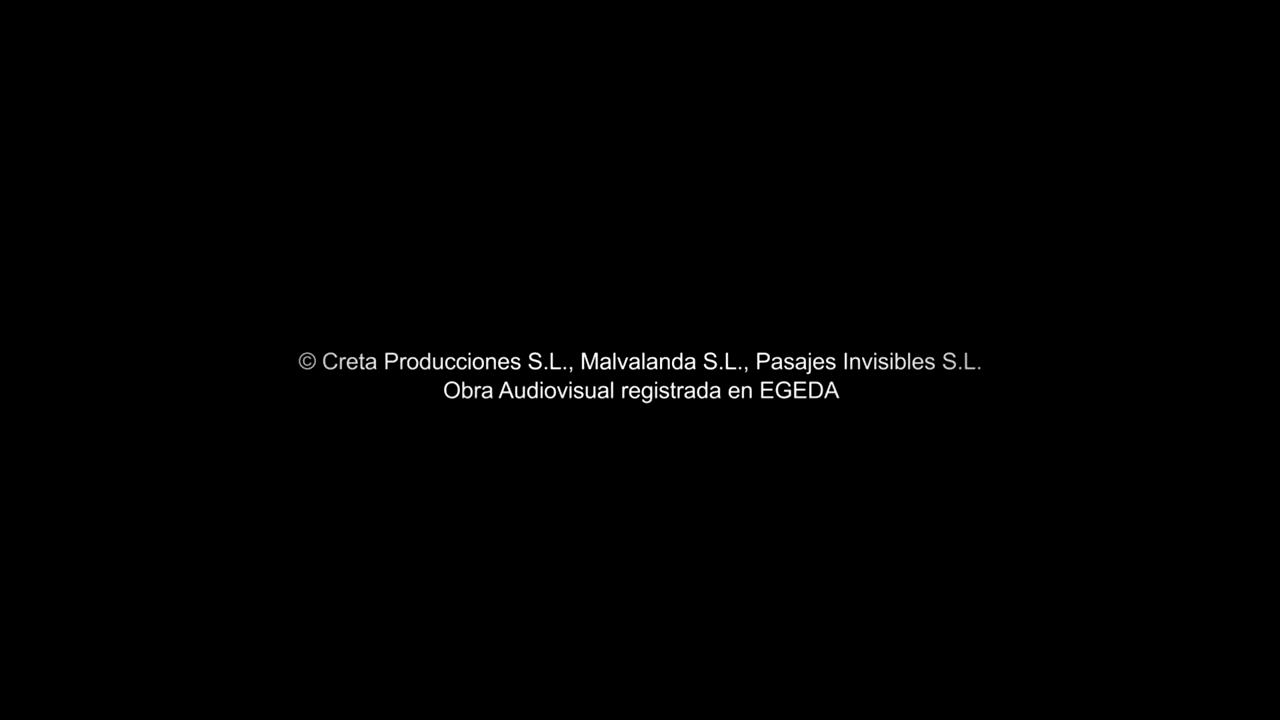 © Creta Producciones S.L., Malvalanda S.L., Pasajes Invisibles S.L.
Obra Audiovisual registrada en EGEDA